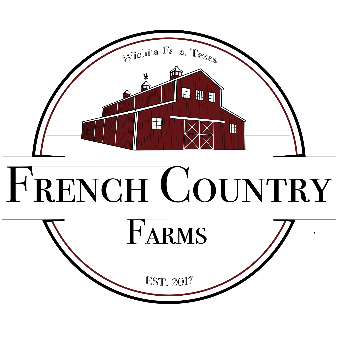 Wichita Falls, Texas
FRENCH COUNTRY
FARMS
EST. 2017